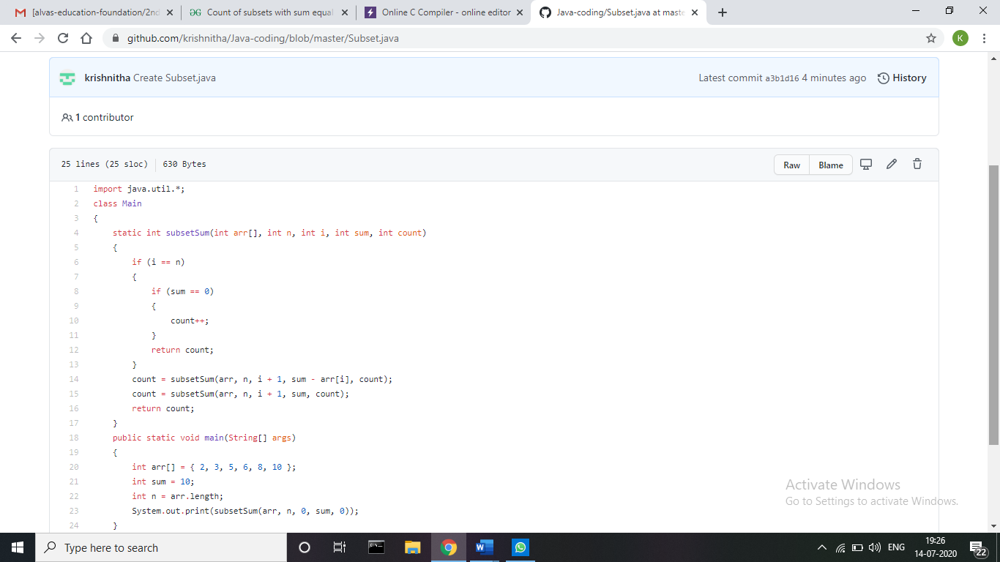 [alvas-education-foundation/2nd
Count of subsets with sum equal
Online C Compiler - online editor
Java-coding/Subset.java at maste
github.com/krishnitha/Java-coding/blob/master/Subset.java
K
krishnitha Create Subset.java
Latest commit a3b1d16 4 minutes ago
History
1 contributor
25 lines (25 sloc)
630 Bytes
Raw
Blame
1 import java.util.*;
2 class Main
3 {
4 static int subsetSum(int arr[], int n, int i, int sum, int count)
5 {
6 if (i == n)
7 {
8 if (sum == 0)
9 {
10 count++;
11 }
12 return count;
13 }
14 count = subsetSum(arr, n, i + 1, sum - arr[i], count);
15 count = subsetSum(arr, n, i + 1, sum, count);
16 return count;
17 }
18 public static void main(String[] args)
19 {
20 int arr[] = { 2, 3, 5, 6, 8, 10 };
21 int sum = 10;
22 int n = arr.length;
23 System.out.print(subsetSum(arr, n, 0, sum, 0));
24 }
Activate Windows
Go to Settings to activate Windows.
Type here to search
ENG
19:26
14-07-2020
22